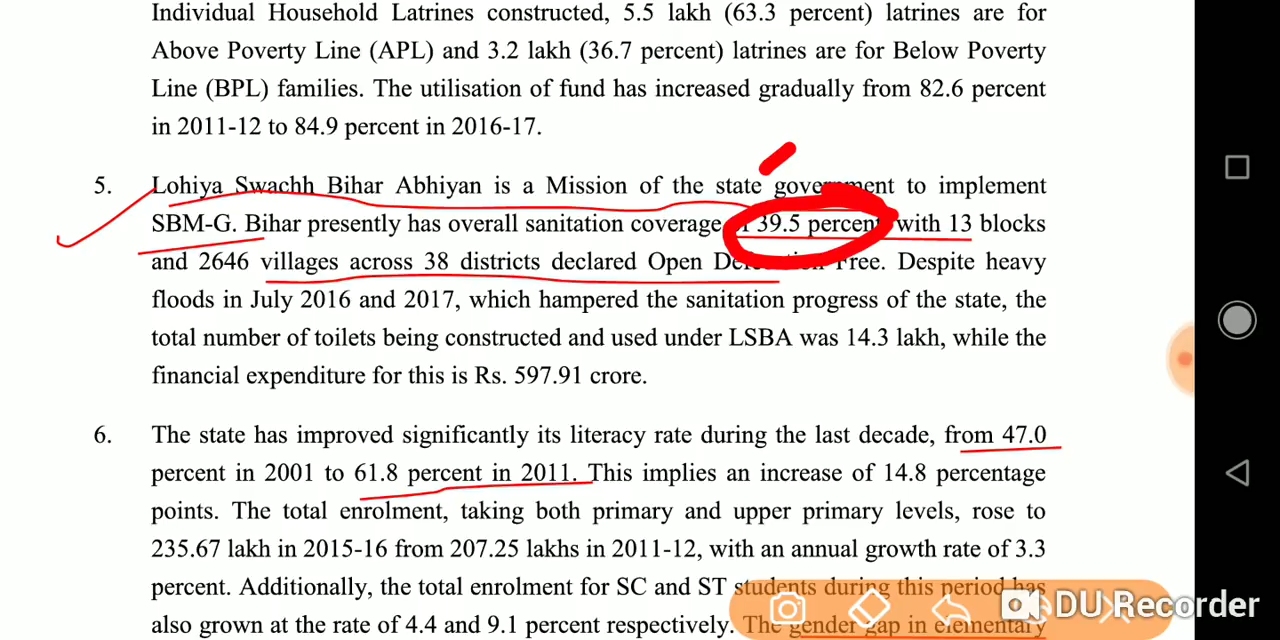 Individual Household Latrines constructed, 5.5 lakh (63.3 percent) latrines are for
Above Poverty Line (APL) and 3.2 lakh (36.7 percent) latrines are for Below Poverty
Line (BPL) families. The utilisation of fund has increased gradually from 82.6 percent
in 2011-12 to 84.9 percent in 2016-17.
5. Lohiya Swachh Bihar Abhiyan is a Mission of the state government to implement
SBM-G. Bihar presently has overall sanitation coverage of 39.5 percent with 13 blocks
and 2646 villages across 38 districts declared Open Defecation Free. Despite heavy
floods in July 2016 and 2017, which hampered the sanitation progress of the state, the
total number of toilets being constructed and used under LSBA was 14.3 lakh, while the
financial expenditure for this is Rs. 597.91 crore.
6. The state has improved significantly its literacy rate during the last decade, from 47.0
percent in 2001 to 61.8 percent in 2011. This implies an increase of 14.8 percentage
points. The total enrolment, taking both primary and upper primary levels, rose to
235.67 lakh in 2015-16 from 207.25 lakhs in 2011-12, with an annual growth rate of 3.3
percent. Additionally, the total enrolment for SC and ST students during this period has
also grown at the rate of 4.4 and 9.1 percent respectively. The gender gap in elementary
DU Recorder